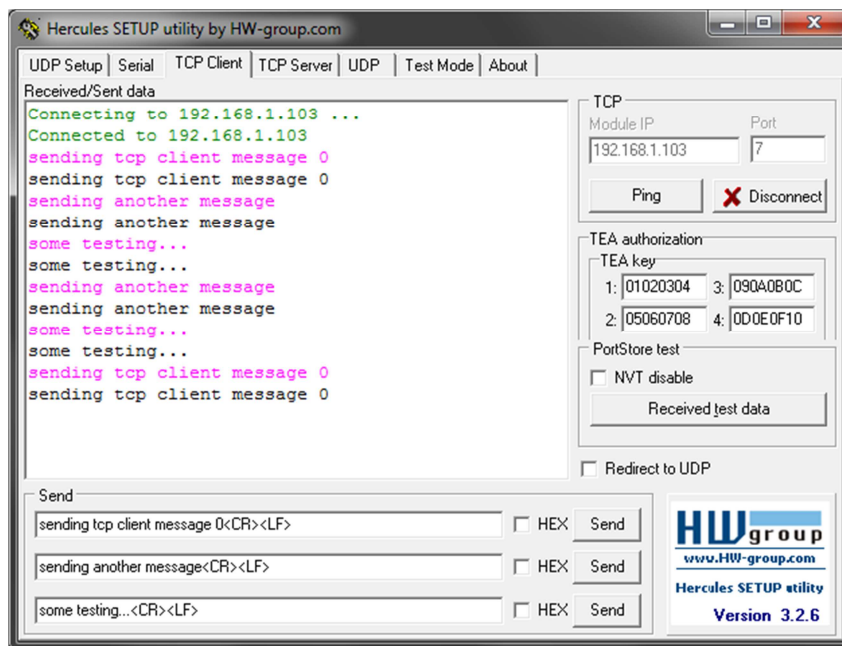 Hercules SETUP utility by HW-group.com
UDP Setup Serial TCP Client TCP Server UDP Test Mode About
Received/Sent data
Connecting to 192.168.1.103 ...
Connected to 192.168.1.103
sending tcp client message 0
sending tcp client message 0
sending another message
sending another message
some testing...
some testing...
sending another message
sending another message
some testing...
some testing...
sending tcp client message 0
sending tcp client message 0
TCP
Module IP Port
192.168.1.103 7
Ping Disconnect
TEA authorization
TEA key
1: 01020304 3: 090A0B0C
2: 05060708 4: 0D0E0F10
PortStore test
NVT disable
Received test data
Redirect to UDP
Send
sending tcp client message 0<CR><LF> HEX Send
sending another message<CR><LF> HEX Send
some testing...<CR><LF> HEX Send
HWgroup
www.HW-group.com
Hercules SETUP utility
Version 3.2.6